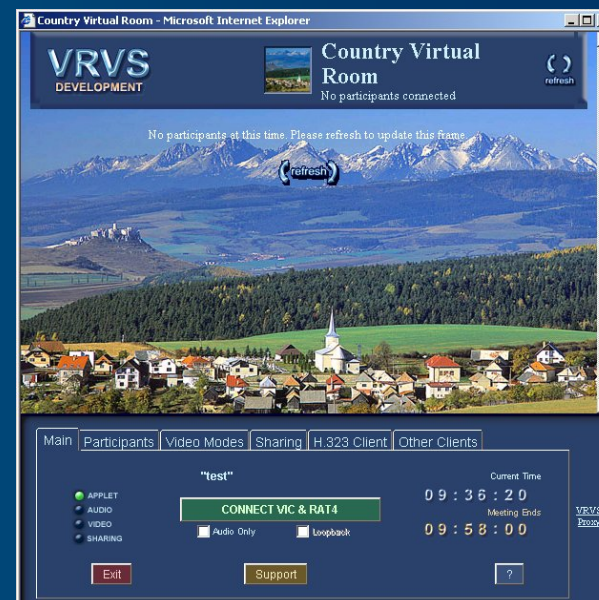 Country Virtual Room - Microsoft Internet Explorer
VRVS
DEVELOPMENT
Country Virtual
Room
No participants connected
refresh
No participants at this time. Please refresh to update this frame.
refresh
Main Participants Video Modes Sharing H.323 Client Other Clients
"test"
Current Time
APPLET
AUDIO
VIDEO
SHARING
CONNECT VIC & RAT4
Audio Only Loopback
09:36:20
Meeting Ends
09:58:00
VRVS
Proxy
Exit Support ?